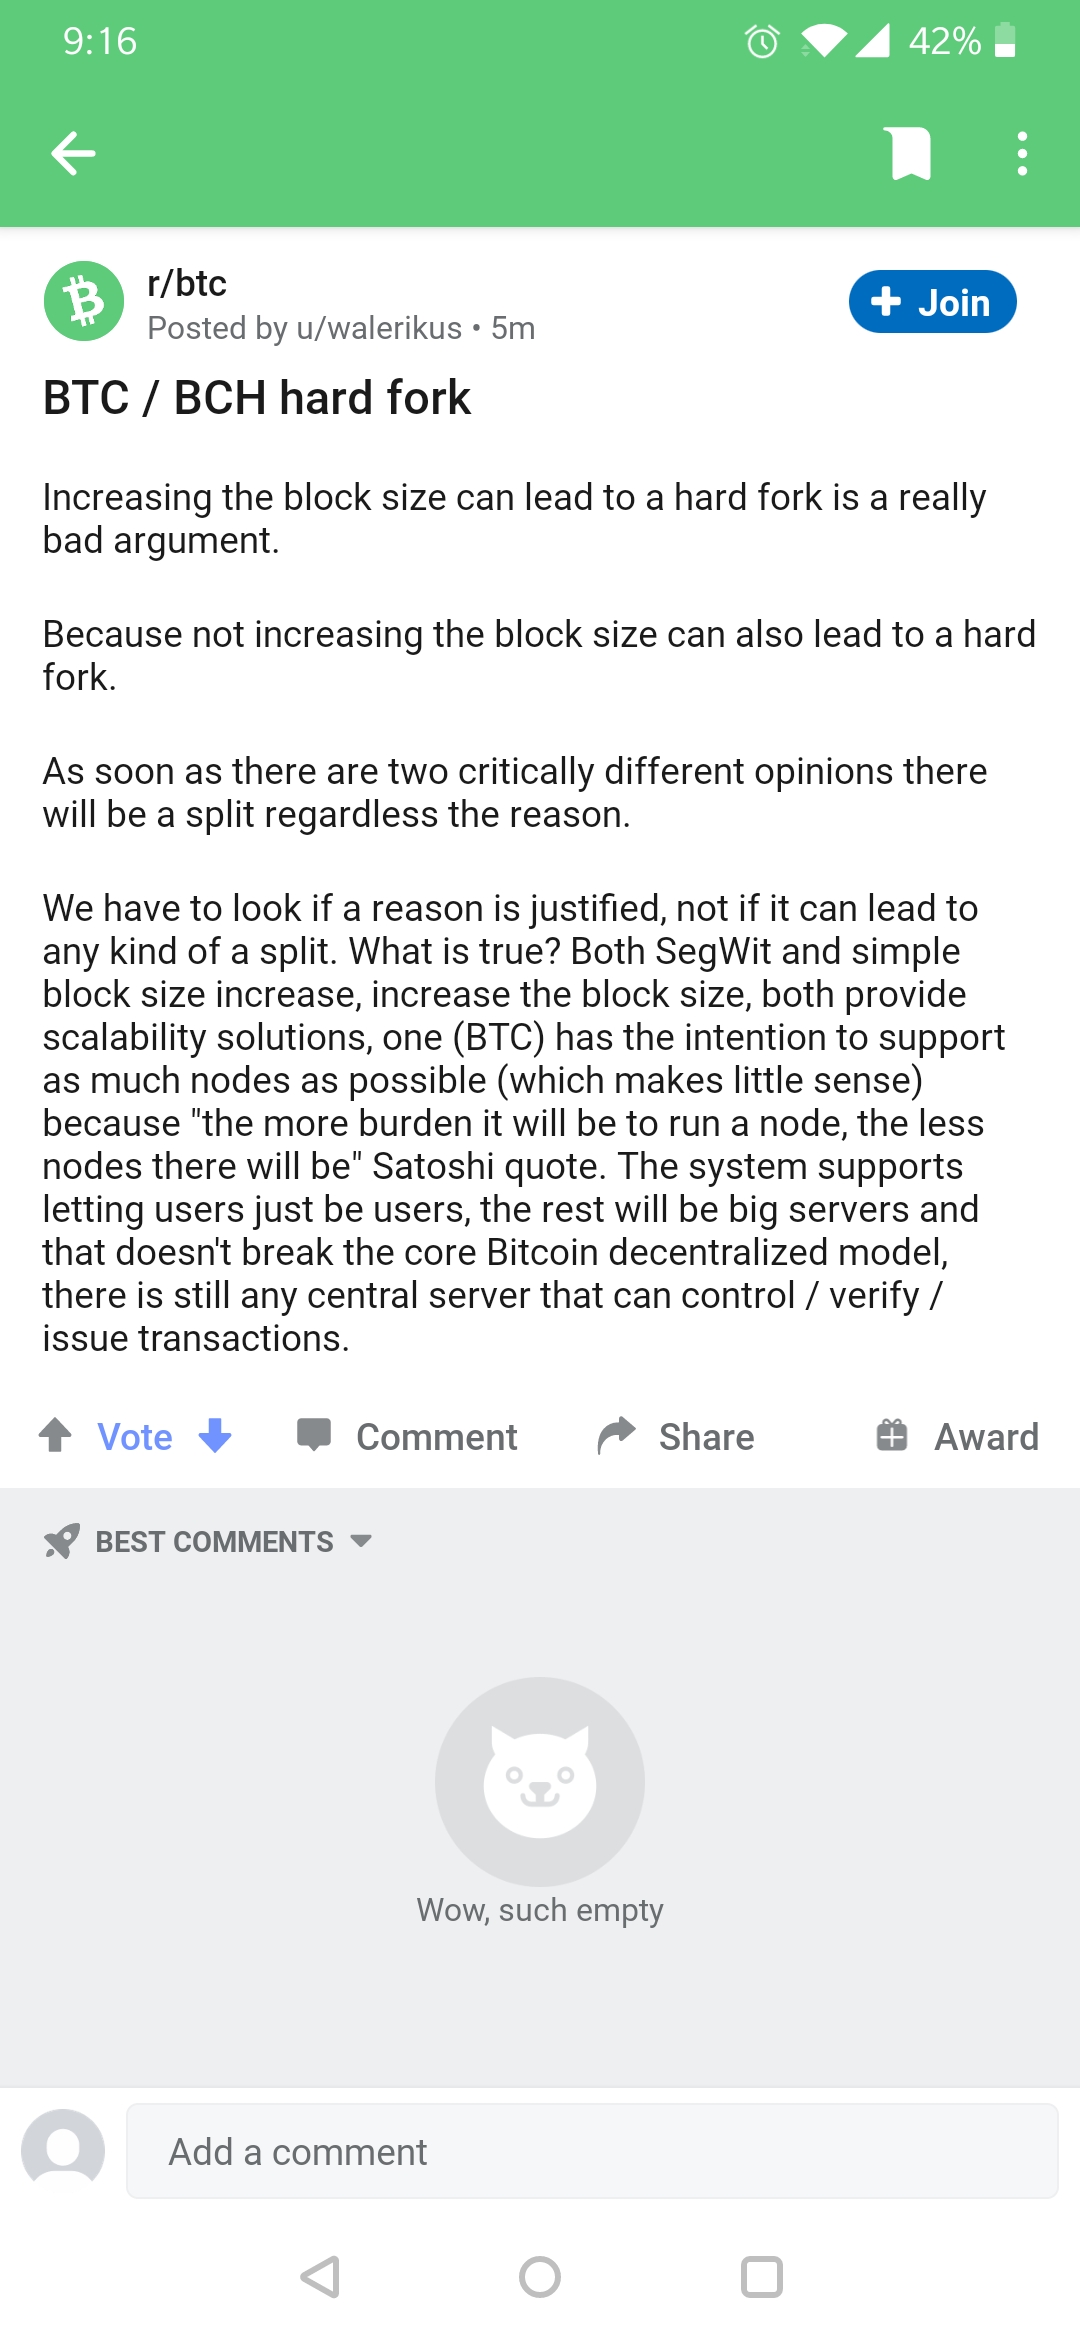 9:16
42%
r/btc
Posted by u/walerikus • 5m
Join
BTC / BCH hard fork
Increasing the block size can lead to a hard fork is a really
bad argument.
Because not increasing the block size can also lead to a hard
fork.
As soon as there are two critically different opinions there
will be a split regardless the reason.
We have to look if a reason is justified, not if it can lead to
any kind of a split. What is true? Both SegWit and simple
block size increase, increase the block size, both provide
scalability solutions, one (BTC) has the intention to support
as much nodes as possible (which makes little sense)
because "the more burden it will be to run a node, the less
nodes there will be" Satoshi quote. The system supports
letting users just be users, the rest will be big servers and
that doesn't break the core Bitcoin decentralized model,
there is still any central server that can control / verify /
issue transactions.
Vote Comment Share Award
BEST COMMENTS
Wow, such empty
Add a comment